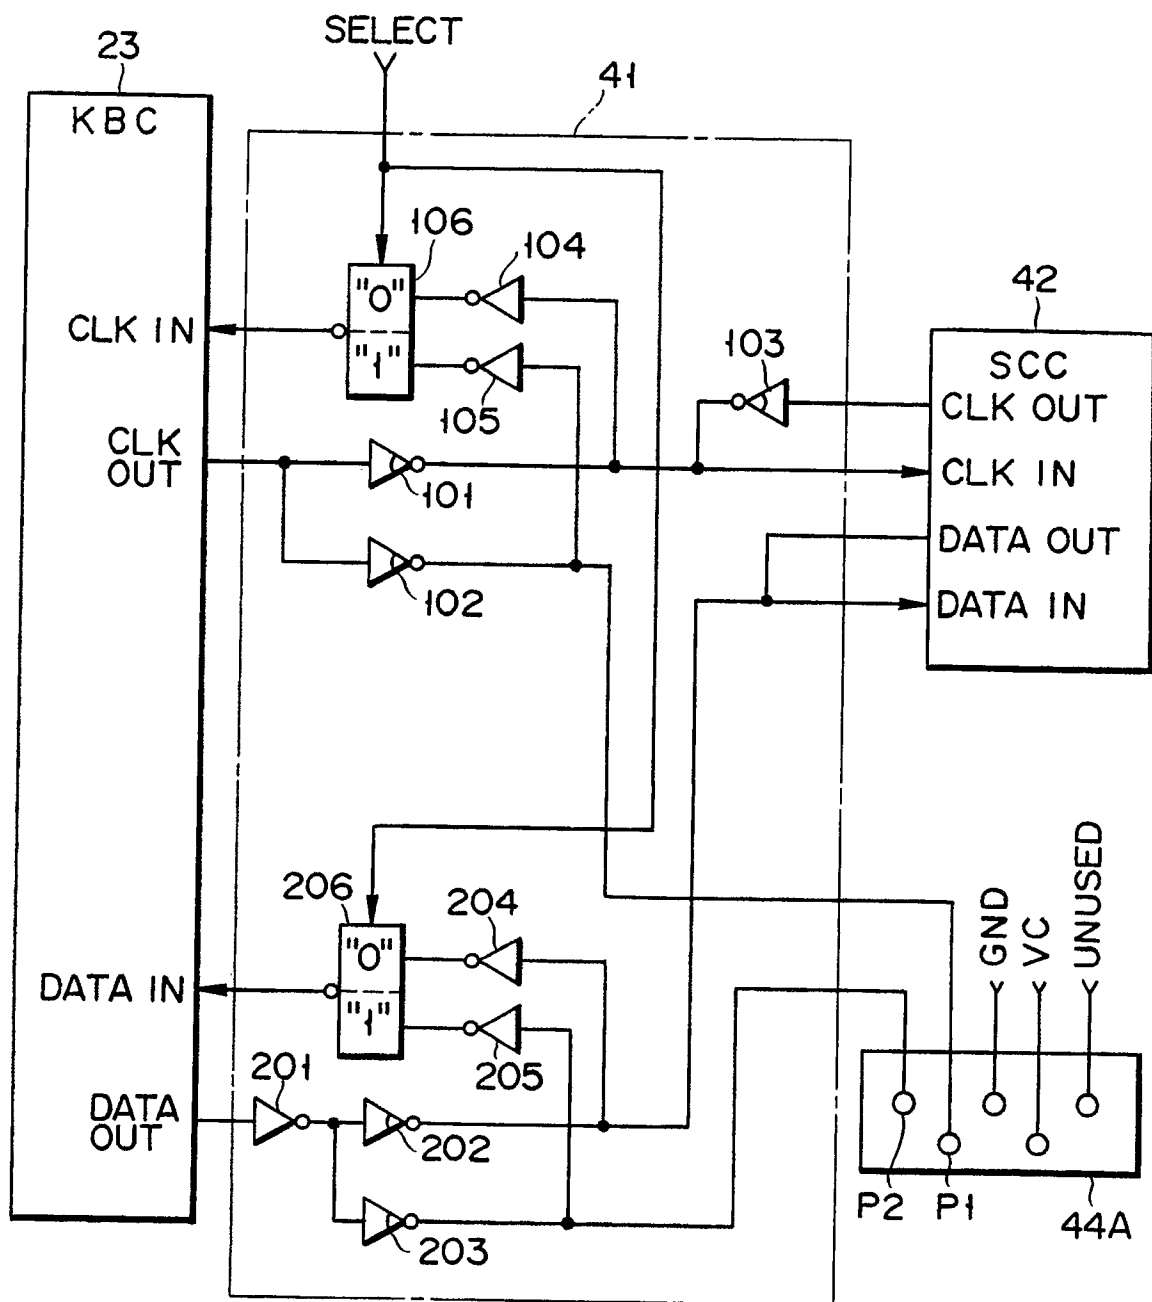 SELECT
23
41
KBC
106
104
"0"
42
CLK IN
"1"
103
SCC
105
CLK OUT
CLK
OUT
101
CLK IN
DATA OUT
102
DATA IN
206
204
GND
VC
UNUSED
"0"
DATA IN
"1"
205
201
DATA
OUT
202
P2
P1
44A
203